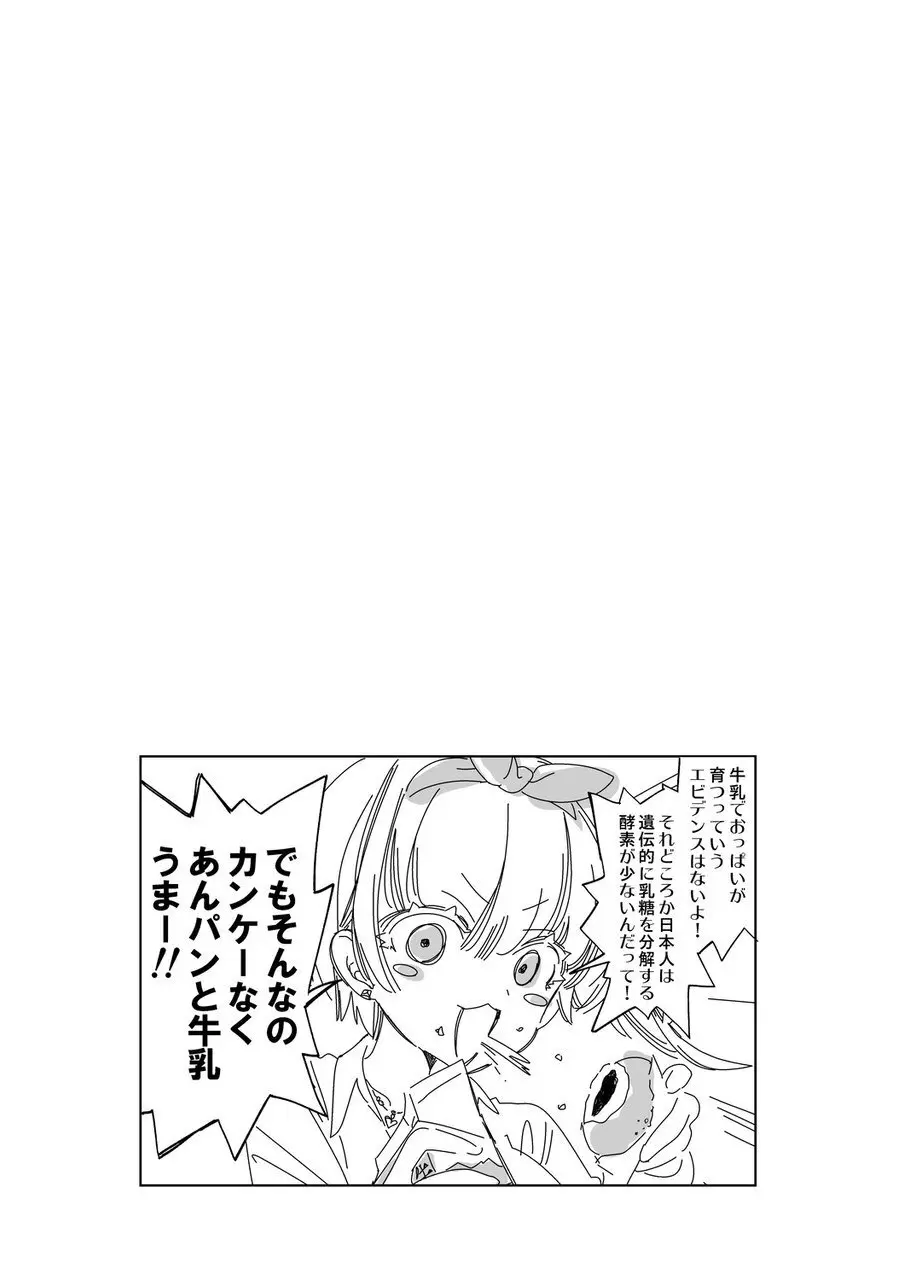 牛乳でおっぱいが
育つっていう
エビデンスはないよ！
それどころか日本人は
遺伝的に乳糖を分解する
酵素が少ないんだって！
でもそんなの
カンケーなく
あんパンと牛乳
うまー!!
牛